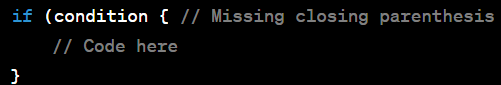 if (condition { // Missing closing parenthesis
    // Code here
}